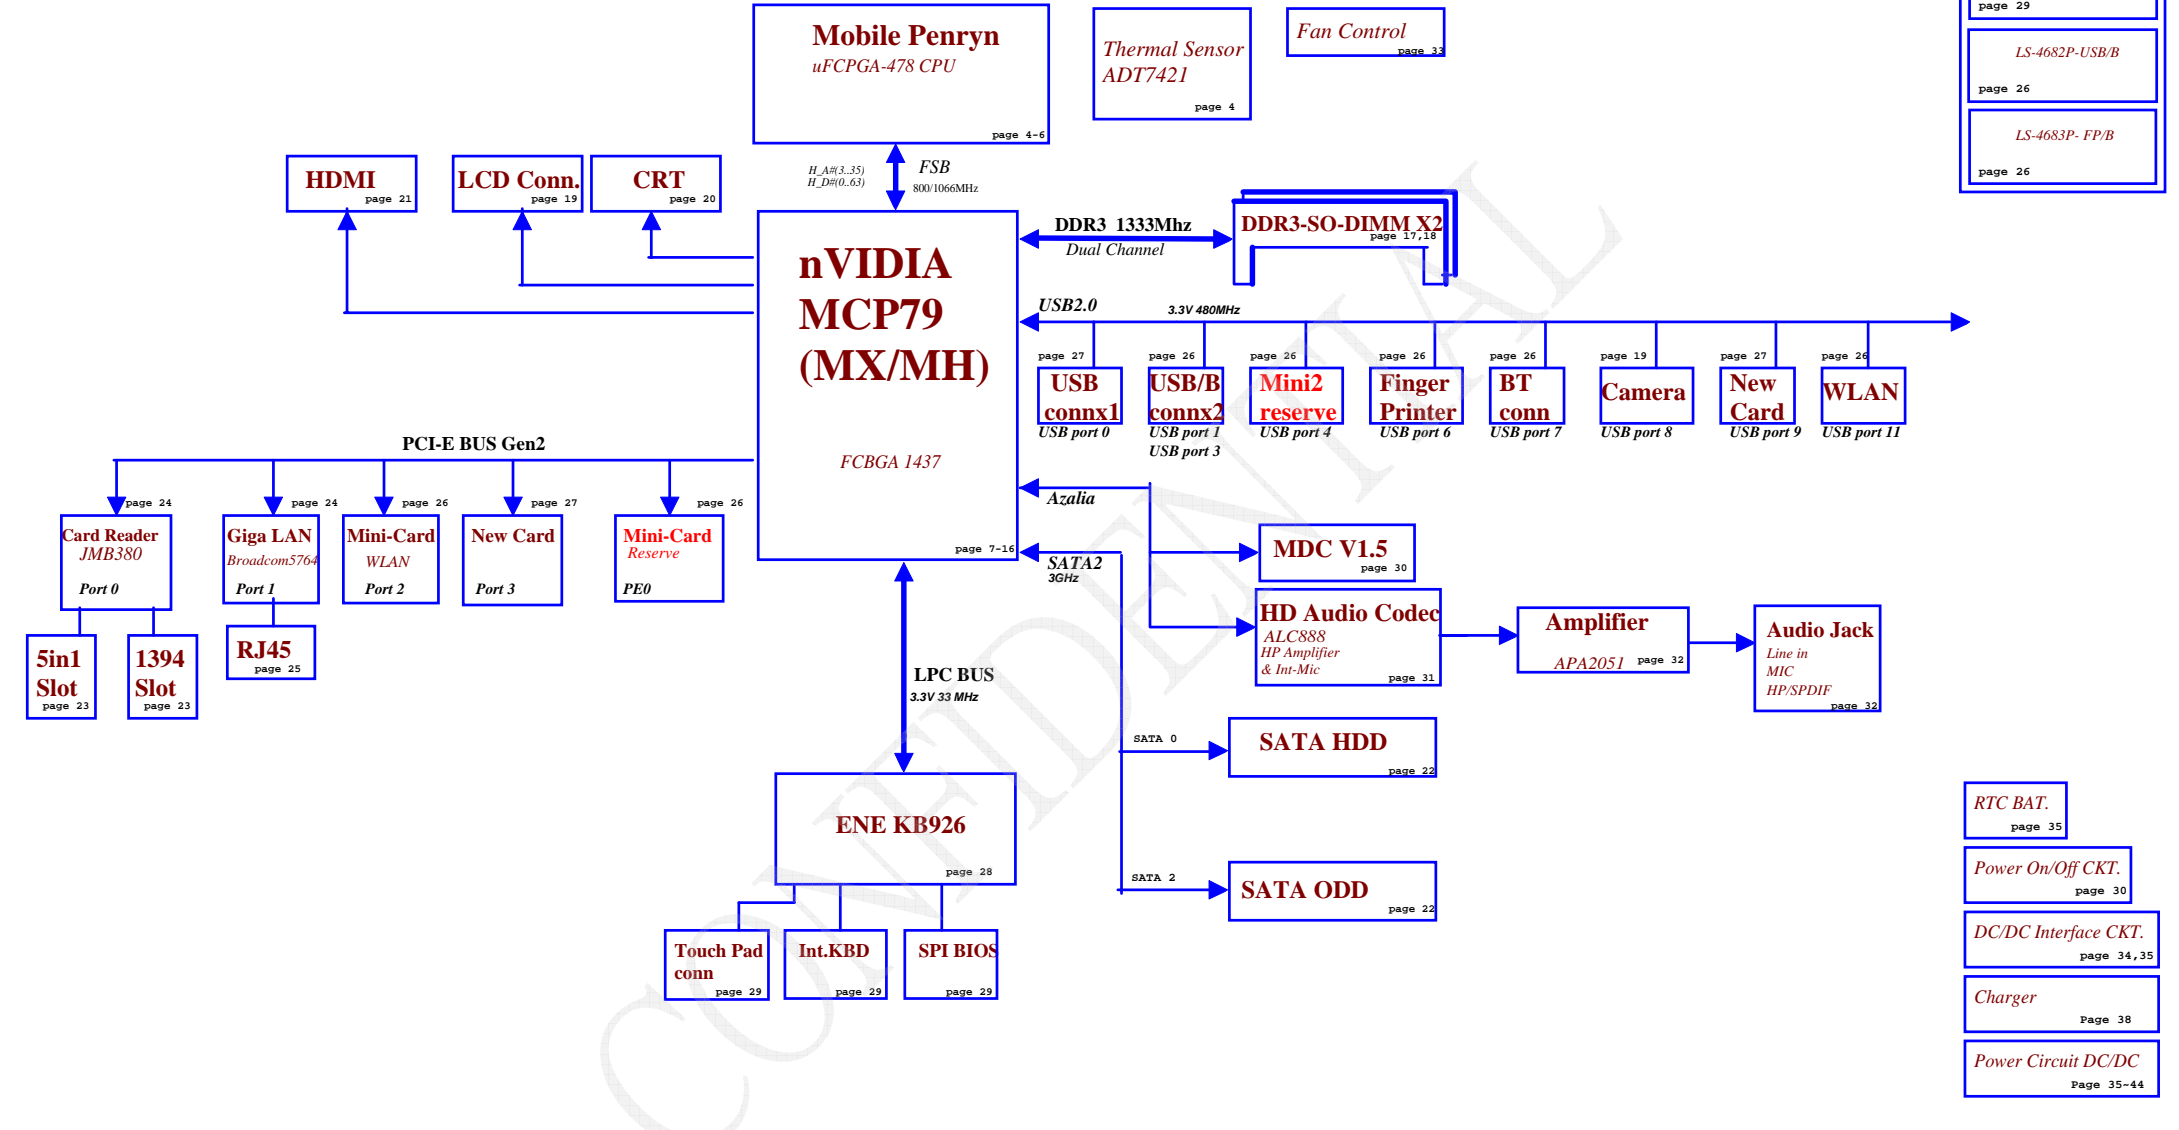 Mobile Penryn
uFCPGA-478 CPU
page 4-6
Thermal Sensor
ADT7421
page 4
Fan Control
page 33
page 29
LS-4682P-USB/B
page 26
LS-4683P- FP/B
page 26
H_A#(3..35)
H_D#(0..63)
FSB
800/1066MHz
HDMI
page 21
LCD Conn.
page 19
CRT
page 20
nVIDIA
MCP79
(MX/MH)
FCBGA 1437
page 7-16
DDR3 1333Mhz
Dual Channel
DDR3-SO-DIMM X2
page 17,18
USB2.0
3.3V 480MHz
page 27
USB
connx1
USB port 0
page 26
USB/B
connx2
USB port 1
USB port 3
page 26
Mini2
reserve
USB port 4
page 26
Finger
Printer
USB port 6
page 26
BT
conn
USB port 7
page 19
Camera
USB port 8
page 27
New
Card
USB port 9
page 26
WLAN
USB port 11
PCI-E BUS Gen2
page 24
Card Reader
JMB380
Port 0
page 24
Giga LAN
Broadcom5764
Port 1
page 26
Mini-Card
WLAN
Port 2
page 27
New Card
Port 3
page 26
Mini-Card
Reserve
PE0
5in1
Slot
page 23
1394
Slot
page 23
RJ45
page 25
Azalia
SATA2
3GHz
MDC V1.5
page 30
HD Audio Codec
ALC888
HP Amplifier
& Int-Mic
page 31
Amplifier
APA2051
page 32
Audio Jack
Line in
MIC
HP/SPDIF
page 32
LPC BUS
3.3V 33 MHz
SATA 0
SATA HDD
page 22
SATA 2
SATA ODD
page 22
ENE KB926
page 28
Touch Pad
conn
page 29
Int.KBD
page 29
SPI BIOS
page 29
RTC BAT.
page 35
Power On/Off CKT.
page 30
DC/DC Interface CKT.
page 34,35
Charger
Page 38
Power Circuit DC/DC
Page 35~44
CONFIDENTIAL